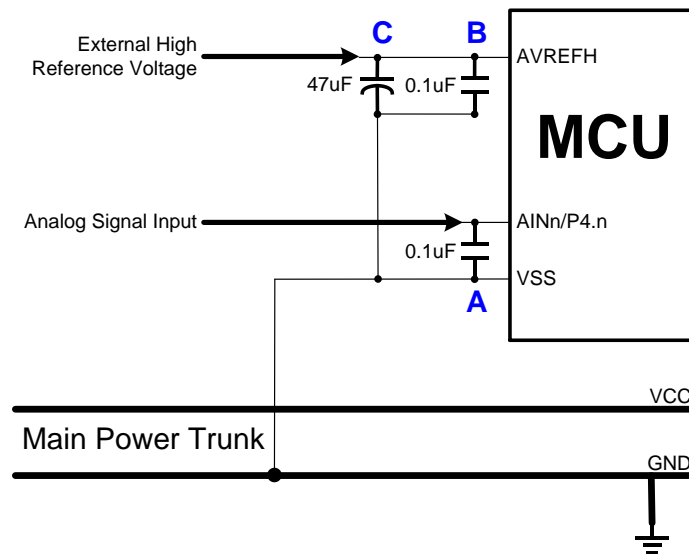 C
B
External High
Reference Voltage
AVREFH
47uF
0.1uF
MCU
Analog Signal Input
AINn/P4.n
0.1uF
VSS
A
VCC
Main Power Trunk
GND